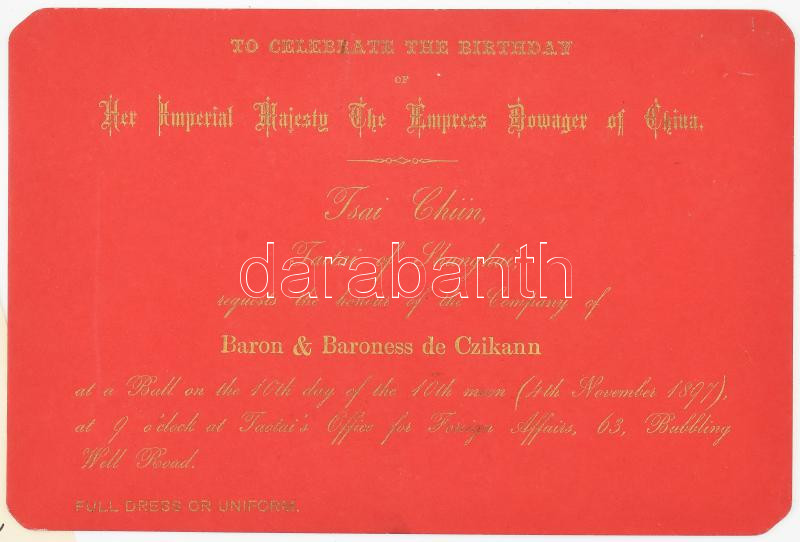 TO CELEBRATE THE BIRTHDAY
OF
Her Imperial Majesty The Empress Dowager of China.
Tsai Chün,
Taotai of Shanghai,
darabanth
requests the honour of the Company of
Baron & Baroness de Czikann
at a Ball on the 10th day of the 10th moon (4th November 1897),
at 9 o'clock at Taotai's Office for Foreign Affairs, 63, Bubbling
Well Road.
FULL DRESS OR UNIFORM.